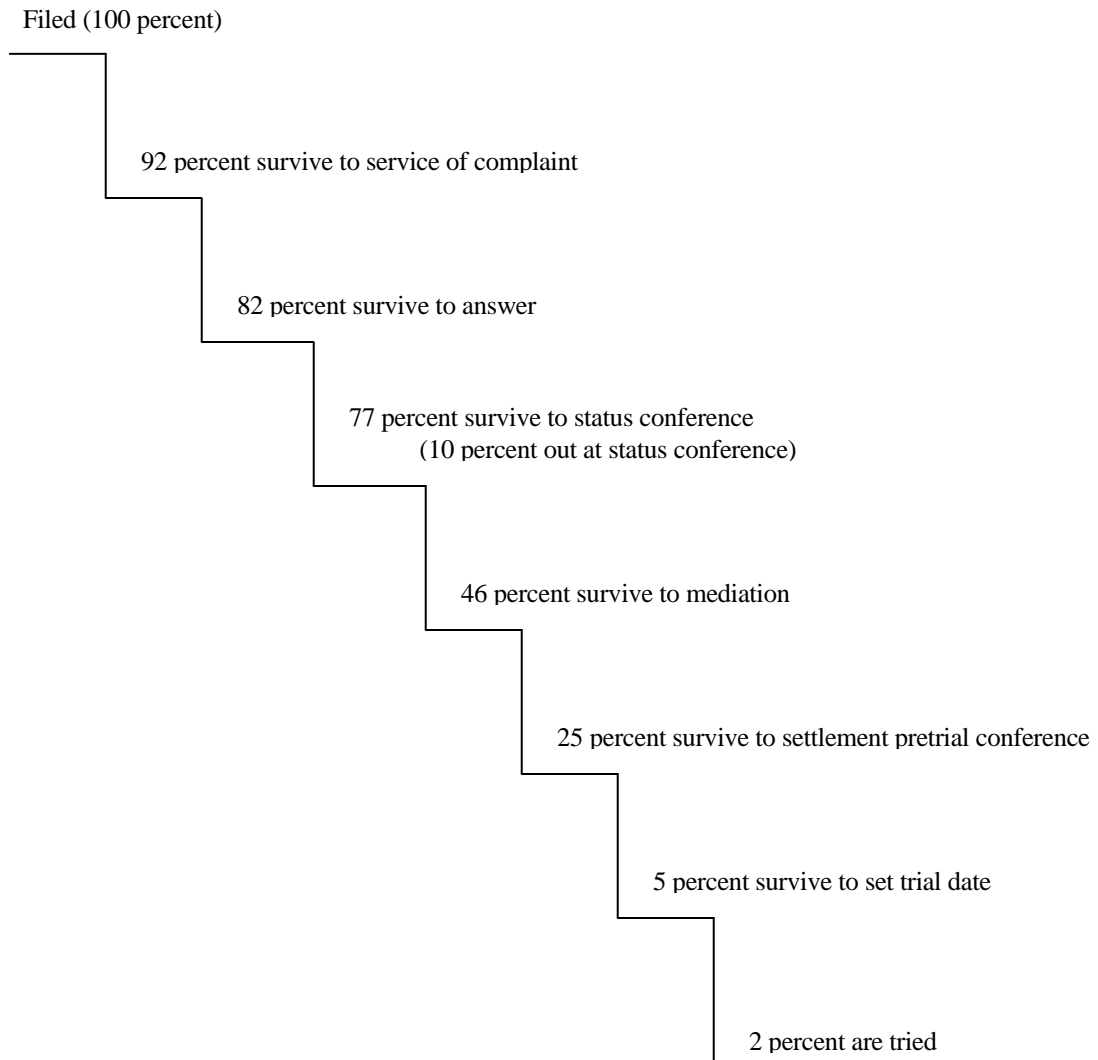 Filed (100 percent)
92 percent survive to service of complaint
82 percent survive to answer
77 percent survive to status conference
(10 percent out at status conference)
46 percent survive to mediation
25 percent survive to settlement pretrial conference
5 percent survive to set trial date
2 percent are tried